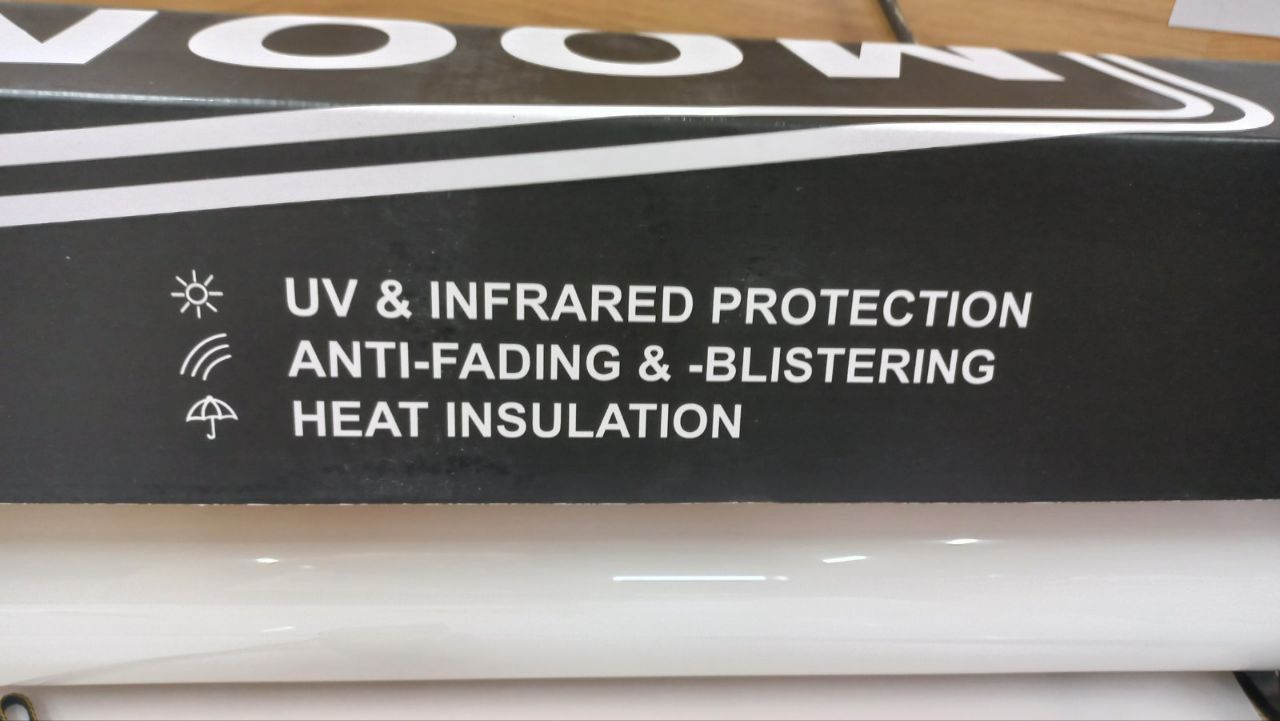 UV & INFRARED PROTECTION
ANTI-FADING & -BLISTERING
HEAT INSULATION